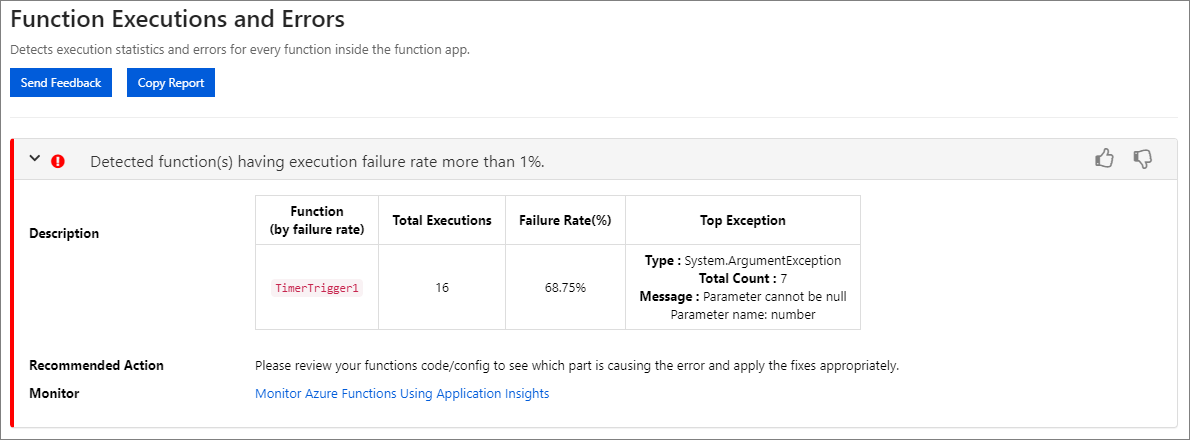 Function Executions and Errors
Detects execution statistics and errors for every function inside the function app.
Send Feedback
Copy Report
Detected function(s) having execution failure rate more than 1%.
Description
Function
(by failure rate)
Total Executions
Failure Rate(%)
Top Exception
TimerTrigger1
16
68.75%
Type : System.ArgumentException
Total Count : 7
Message : Parameter cannot be null
Parameter name: number
Recommended Action
Please review your functions code/config to see which part is causing the error and apply the fixes appropriately.
Monitor
Monitor Azure Functions Using Application Insights